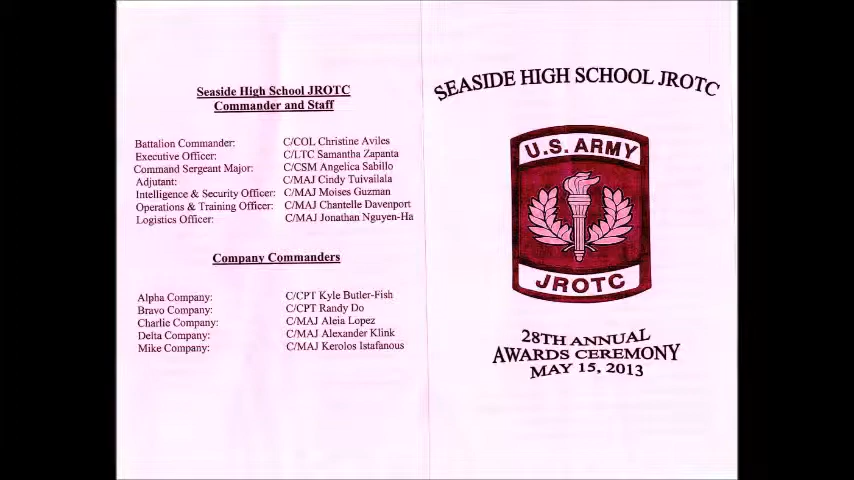 Seaside High School JROTC
Commander and Staff
Battalion Commander: C/COL Christine Aviles
Executive Officer: C/LTC Samantha Zapanta
Command Sergeant Major: C/CSM Angelica Sabillo
Adjutant: C/MAJ Cindy Tuivailala
Intelligence & Security Officer: C/MAJ Moises Guzman
Operations & Training Officer: C/MAJ Chantelle Davenport
Logistics Officer: C/MAJ Jonathan Nguyen-Ha
Company Commanders
Alpha Company: C/CPT Kyle Butler-Fish
Bravo Company: C/CPT Randy Do
Charlie Company: C/MAJ Aleia Lopez
Delta Company: C/MAJ Alexander Klink
Mike Company: C/MAJ Kerolos Istafanous
SEASIDE HIGH SCHOOL JROTC
U.S. ARMY
JROTC
28TH ANNUAL
AWARDS CEREMONY
MAY 15, 2013